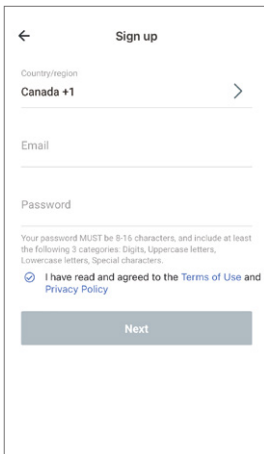 Sign up
Country/region
Canada +1
Email
Password
Your password MUST be 8-16 characters, and include at least
the following 3 categories: Digits, Uppercase letters,
Lowercase letters, Special characters.
I have read and agreed to the Terms of Use and
Privacy Policy
Next